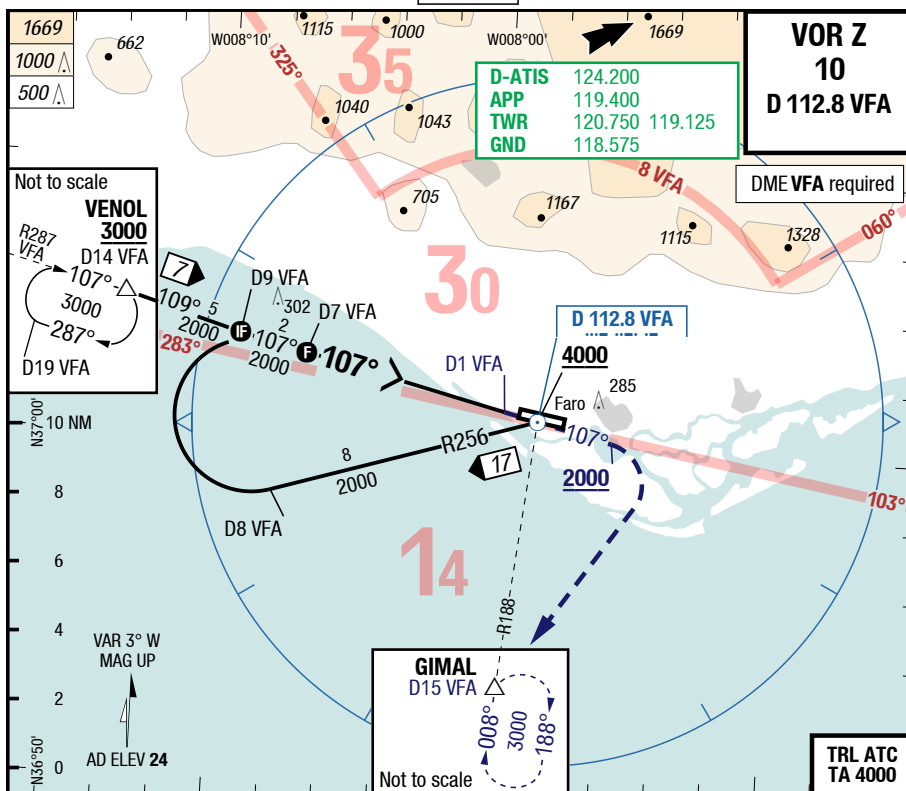 1669
1000
500
662
W008°10'
1115
1000
W008°00'
1669
35
325°
1040
1043
D-ATIS 124.200
APP 119.400
TWR 120.750 119.125
GND 118.575
VOR Z
10
D 112.8 VFA
DME VFA required
8 VFA
060°
705
1167
1115
1328
Not to scale
VENOL
3000
R287
VFA
D14 VFA
107°
3000
287°
D19 VFA
7
109°
5
2000
283°
D9 VFA
IF
302
2
107°
2000
D7 VFA
F
107°
30
D 112.8 VFA
4000
D1 VFA
Faro
285
N37°00'
10 NM
107°
2000
103°
R256
17
8
2000
D8 VFA
8
6
4
2
0
14
R188
VAR 3° W
MAG UP
AD ELEV 24
N36°50'
GIMAL
D15 VFA
008°
3000
188°
Not to scale
TRL ATC
TA 4000